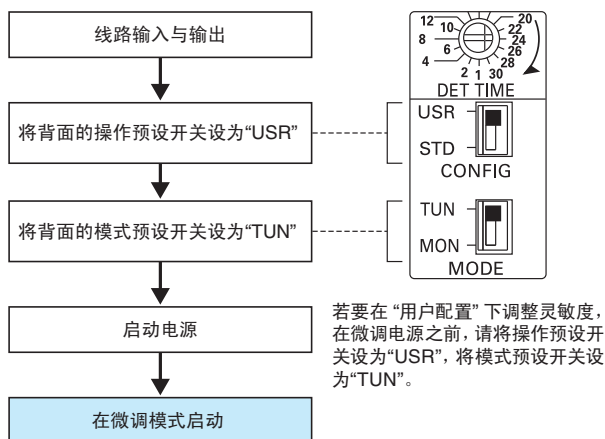 线路输入与输出
将背面的操作预设开关设为“USR”
将背面的模式预设开关设为“TUN”
启动电源
在微调模式启动
12
10
8
6
4
2
1
30
28
26
24
22
20
DET TIME
USR
STD
CONFIG
TUN
MON
MODE
若要在 “用户配置” 下调整灵敏度，
在微调电源之前，请将操作预设开
关设为“USR”，将模式预设开关设
为“TUN”。